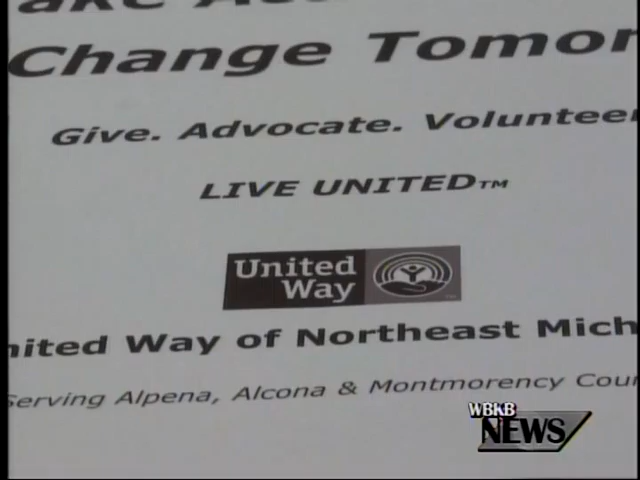 Change Tomor
Give. Advocate. Volunteer
LIVE UNITED™
United
Way
nited Way of Northeast Mich
Serving Alpena, Alcona & Montmorency Cou
WBKB
NEWS